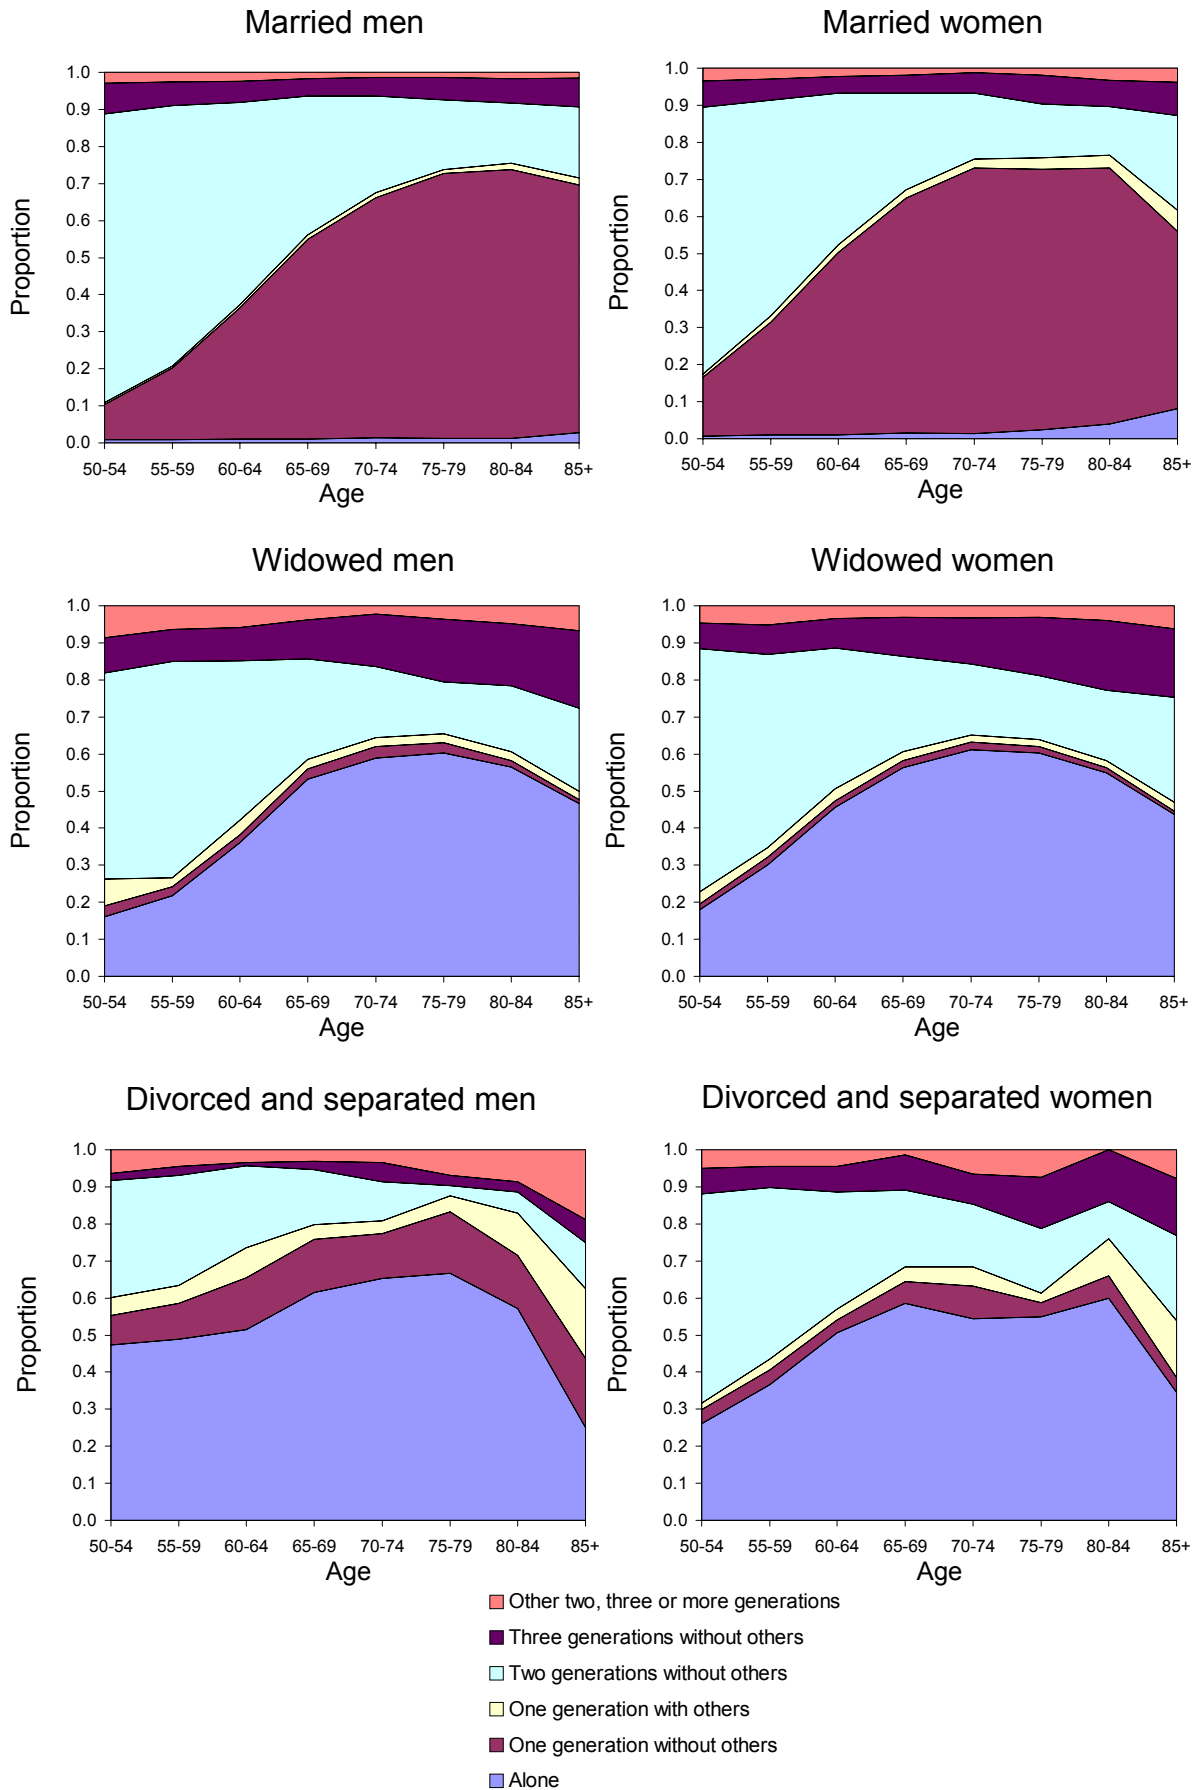 Married men
Married women
1.0
0.9
0.8
0.7
0.6
0.5
0.4
0.3
0.2
0.1
0.0
Proportion
50-54 55-59 60-64 65-69 70-74 75-79 80-84 85+
Age
1.0
0.9
0.8
0.7
0.6
0.5
0.4
0.3
0.2
0.1
0.0
Proportion
50-54 55-59 60-64 65-69 70-74 75-79 80-84 85+
Age
Widowed men
Widowed women
1.0
0.9
0.8
0.7
0.6
0.5
0.4
0.3
0.2
0.1
0.0
Proportion
50-54 55-59 60-64 65-69 70-74 75-79 80-84 85+
Age
1.0
0.9
0.8
0.7
0.6
0.5
0.4
0.3
0.2
0.1
0.0
Proportion
50-54 55-59 60-64 65-69 70-74 75-79 80-84 85+
Age
Divorced and separated men
Divorced and separated women
1.0
0.9
0.8
0.7
0.6
0.5
0.4
0.3
0.2
0.1
0.0
Proportion
50-54 55-59 60-64 65-69 70-74 75-79 80-84 85+
Age
1.0
0.9
0.8
0.7
0.6
0.5
0.4
0.3
0.2
0.1
0.0
Proportion
50-54 55-59 60-64 65-69 70-74 75-79 80-84 85+
Age
Other two, three or more generations
Three generations without others
Two generations without others
One generation with others
One generation without others
Alone